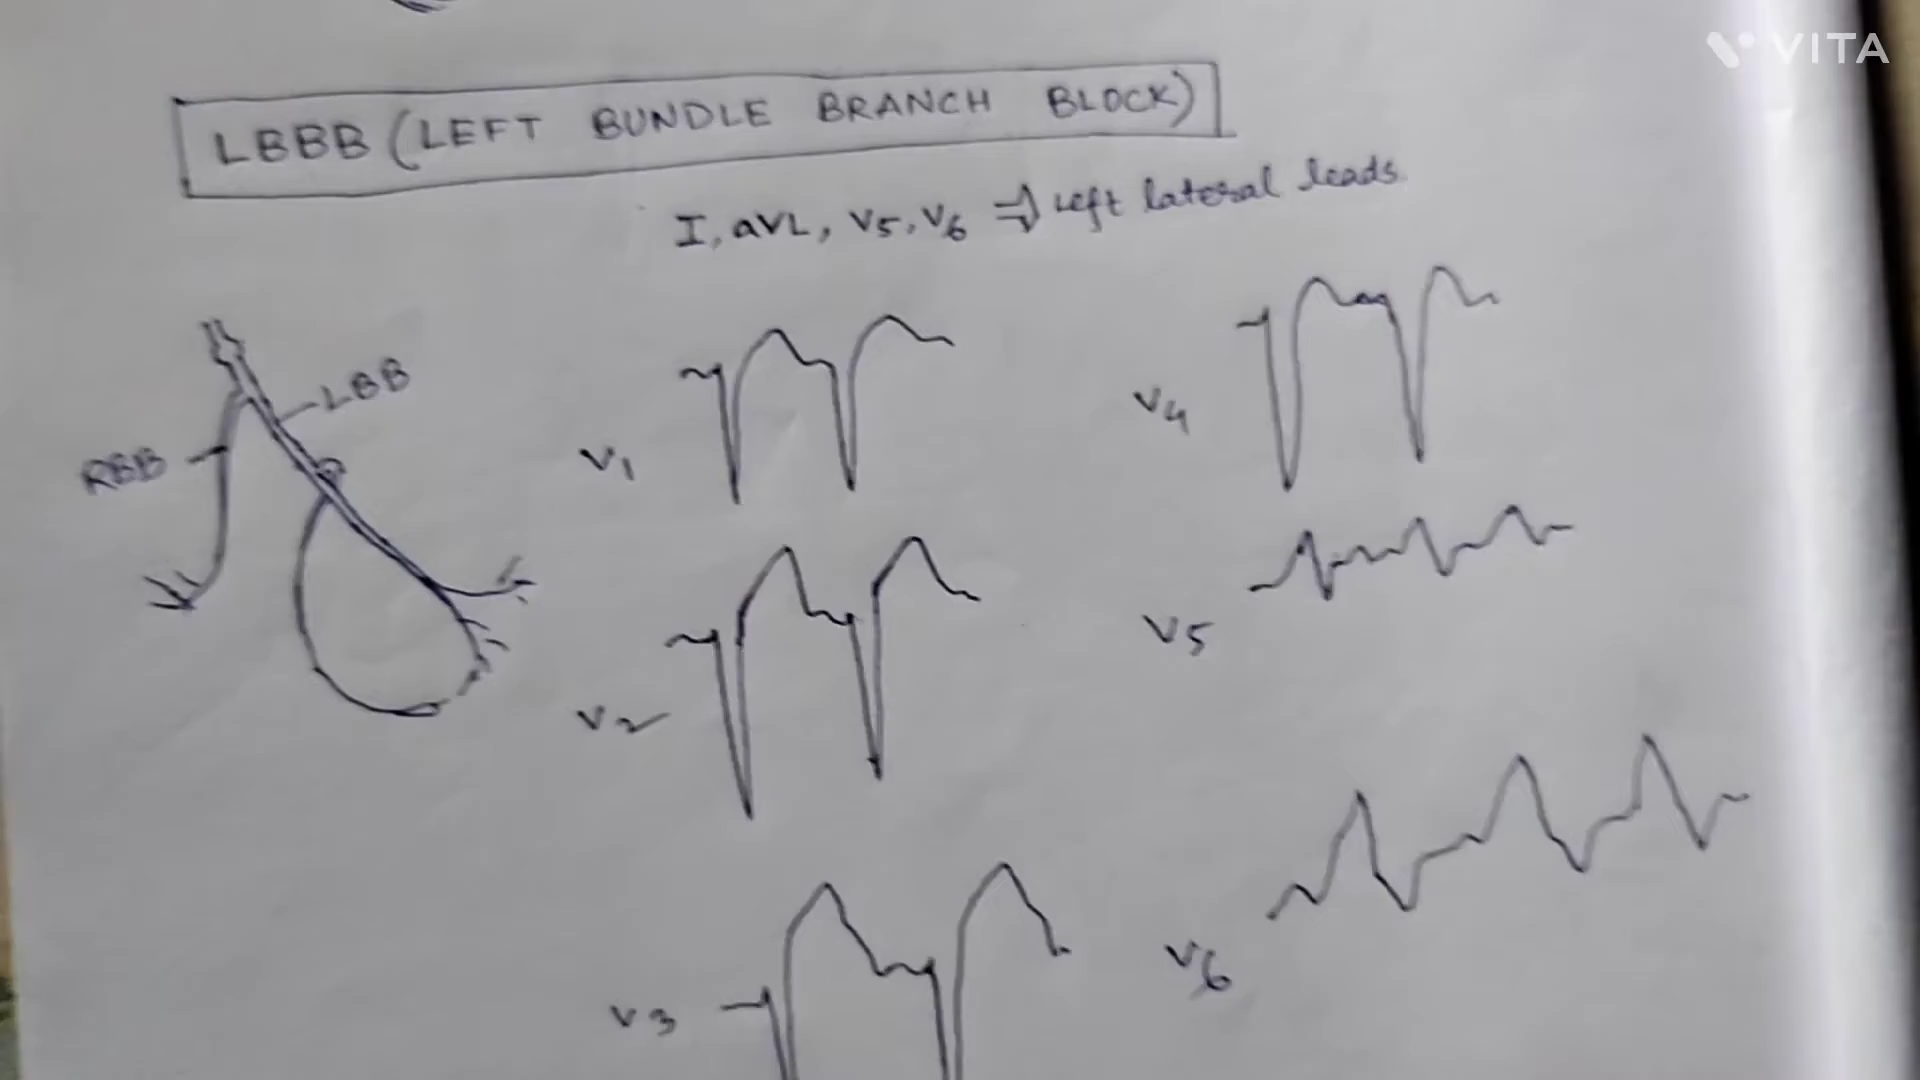 VITA
LBBB (LEFT BUNDLE BRANCH BLOCK)
I, aVL, V5, V6 ⇒ Left lateral leads
LBB
RBB
V1
V2
V3
V4
V5
V6